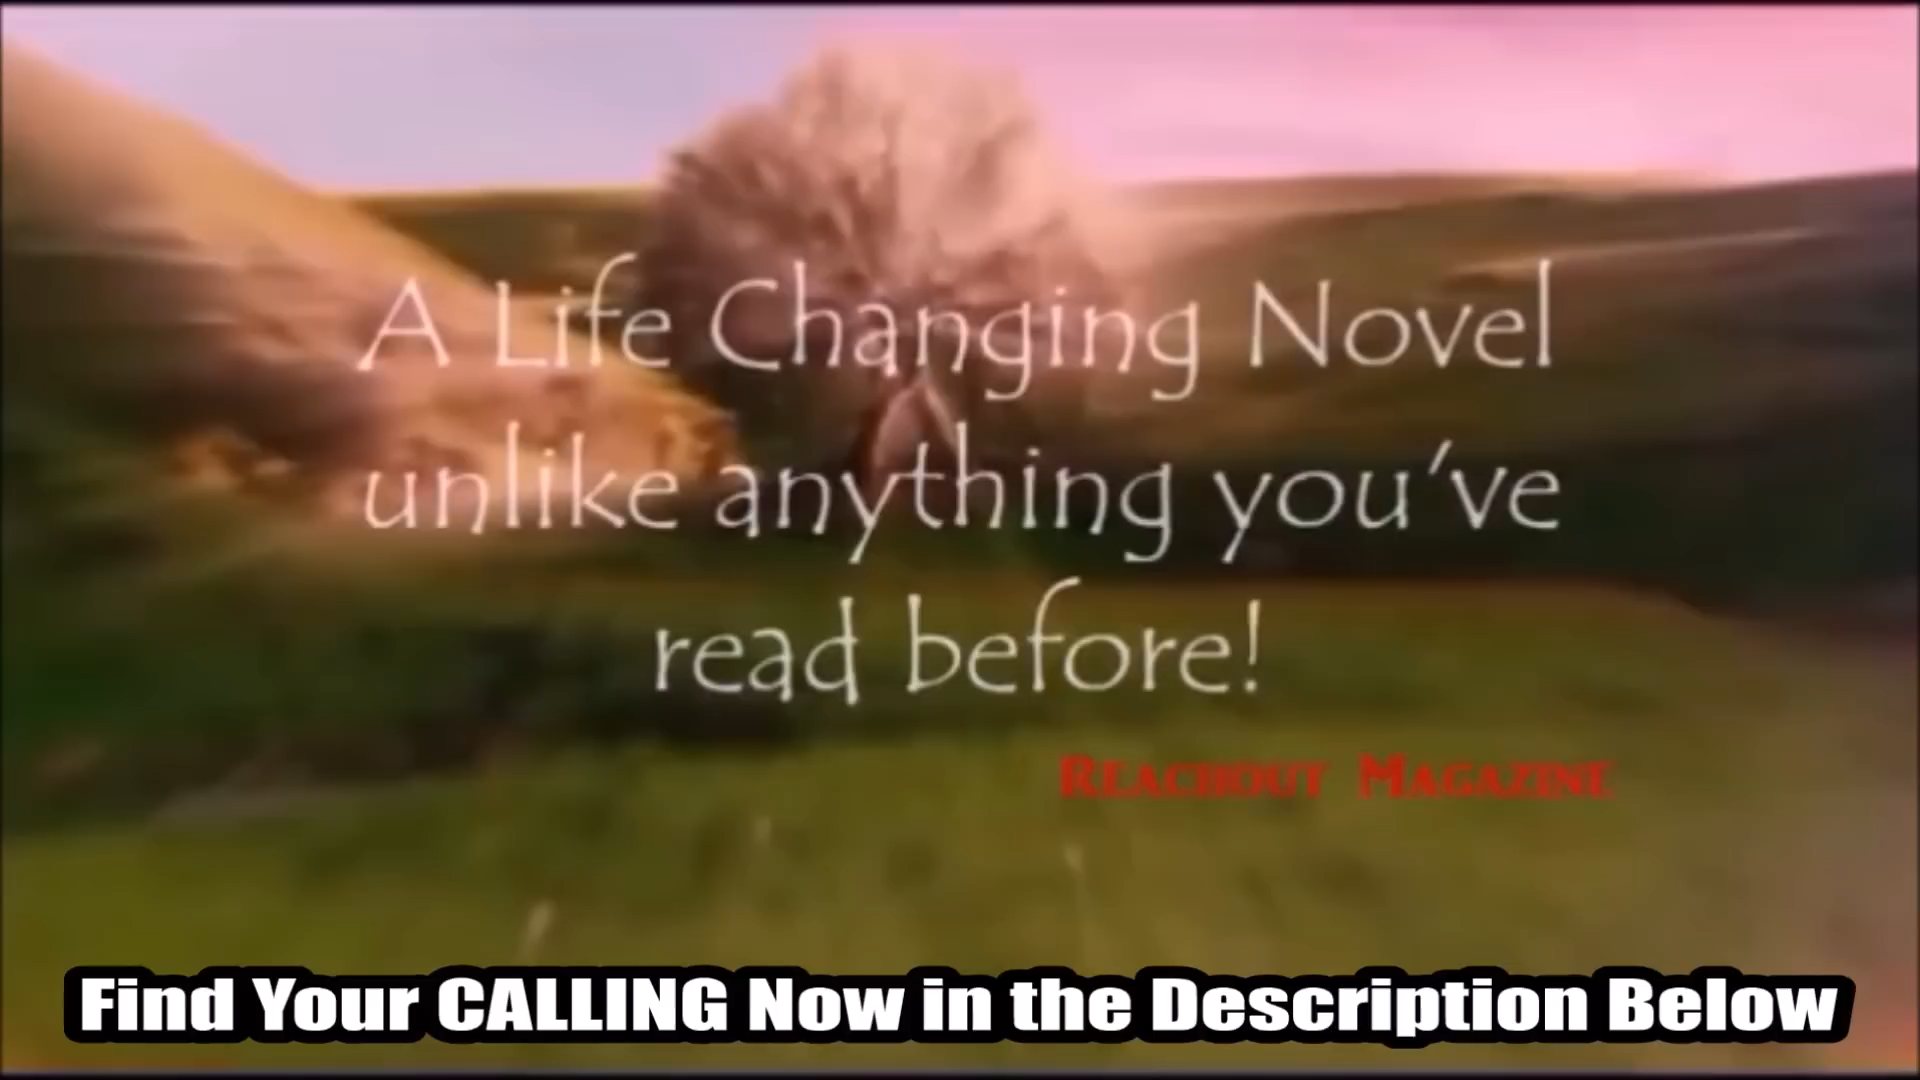 A Life Changing Novel
unlike anything you've
read before!
Reachout Magazine
Find Your CALLING Now in the Description Below